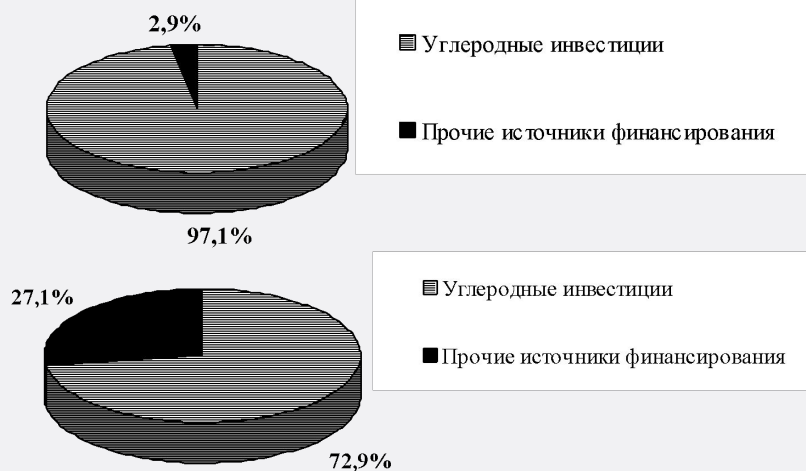 2,9%
Углеродные инвестиции
Прочие источники финансирования
97,1%
27,1%
Углеродные инвестиции
Прочие источники финансирования
72,9%